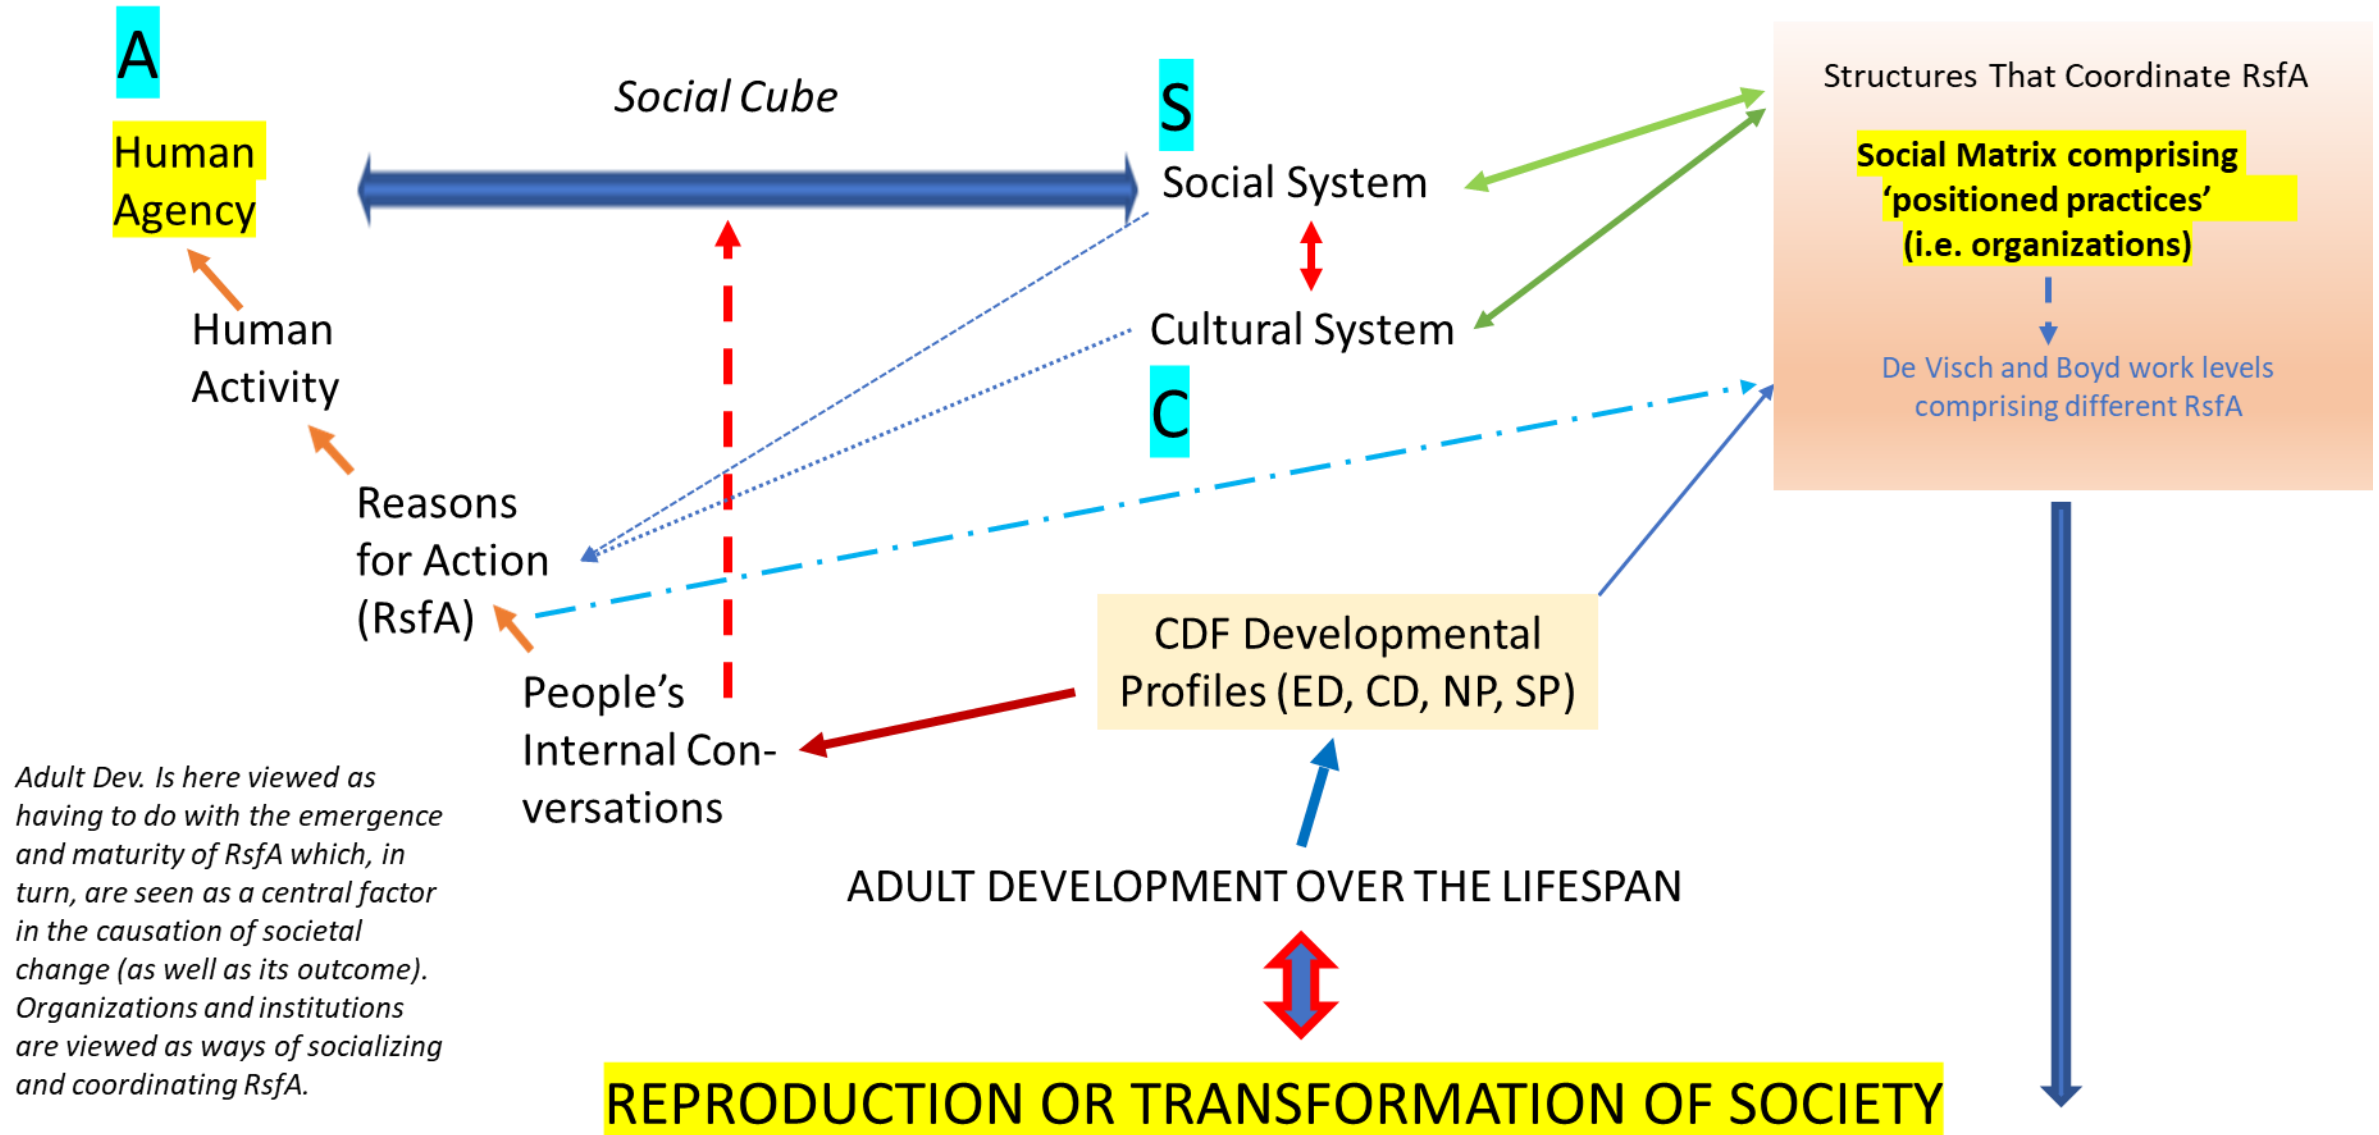 A
Human
Agency
Human
Activity
Reasons
for Action
(RsfA)
People’s
Internal Con-
versations
Social Cube
S
Social System
Cultural System
C
Structures That Coordinate RsfA
Social Matrix comprising
‘positioned practices’
(i.e. organizations)
De Visch and Boyd work levels
comprising different RsfA
CDF Developmental
Profiles (ED, CD, NP, SP)
ADULT DEVELOPMENT OVER THE LIFESPAN
REPRODUCTION OR TRANSFORMATION OF SOCIETY
Adult Dev. Is here viewed as
having to do with the emergence
and maturity of RsfA which, in
turn, are seen as a central factor
in the causation of societal
change (as well as its outcome).
Organizations and institutions
are viewed as ways of socializing
and coordinating RsfA.